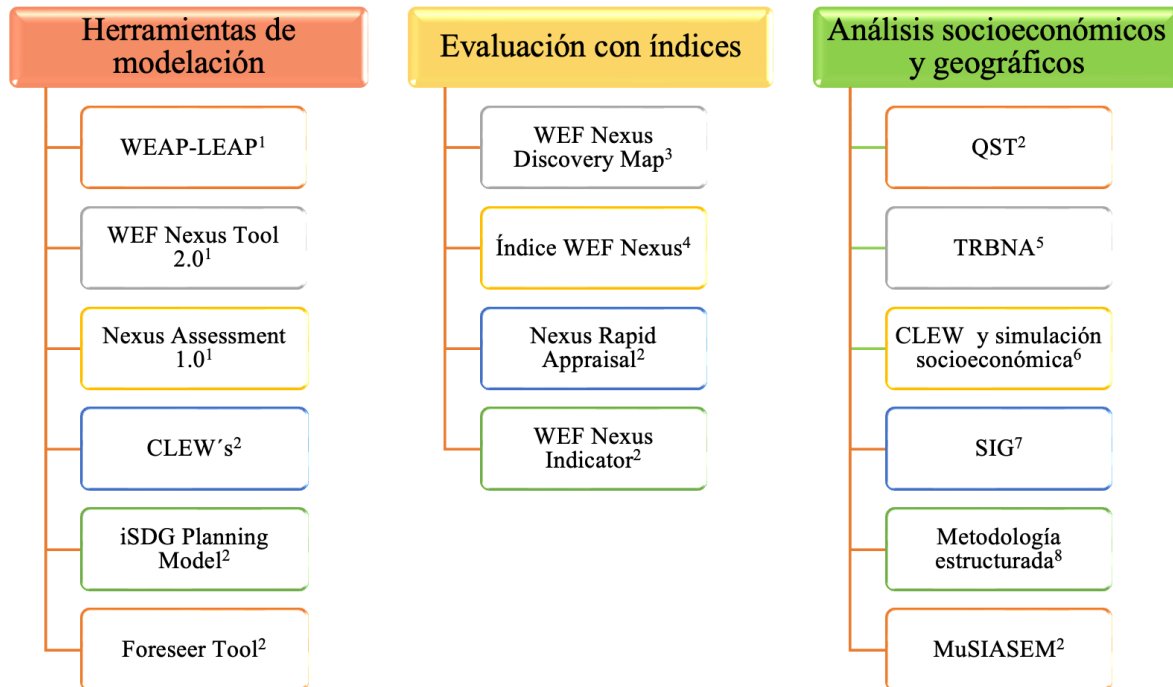 Herramientas de
modelación
WEAP-LEAP¹
WEF Nexus Tool
2.0¹
Nexus Assessment
1.0¹
CLEW´s²
iSDG Planning
Model²
Foreseer Tool²
Evaluación con índices
WEF Nexus
Discovery Map³
Índice WEF Nexus⁴
Nexus Rapid
Appraisal²
WEF Nexus
Indicator²
Análisis socioeconómicos
y geográficos
QST²
TRBNA⁵
CLEW y simulación
socioeconómica⁶
SIG⁷
Metodología
estructurada⁸
MuSIASEM²